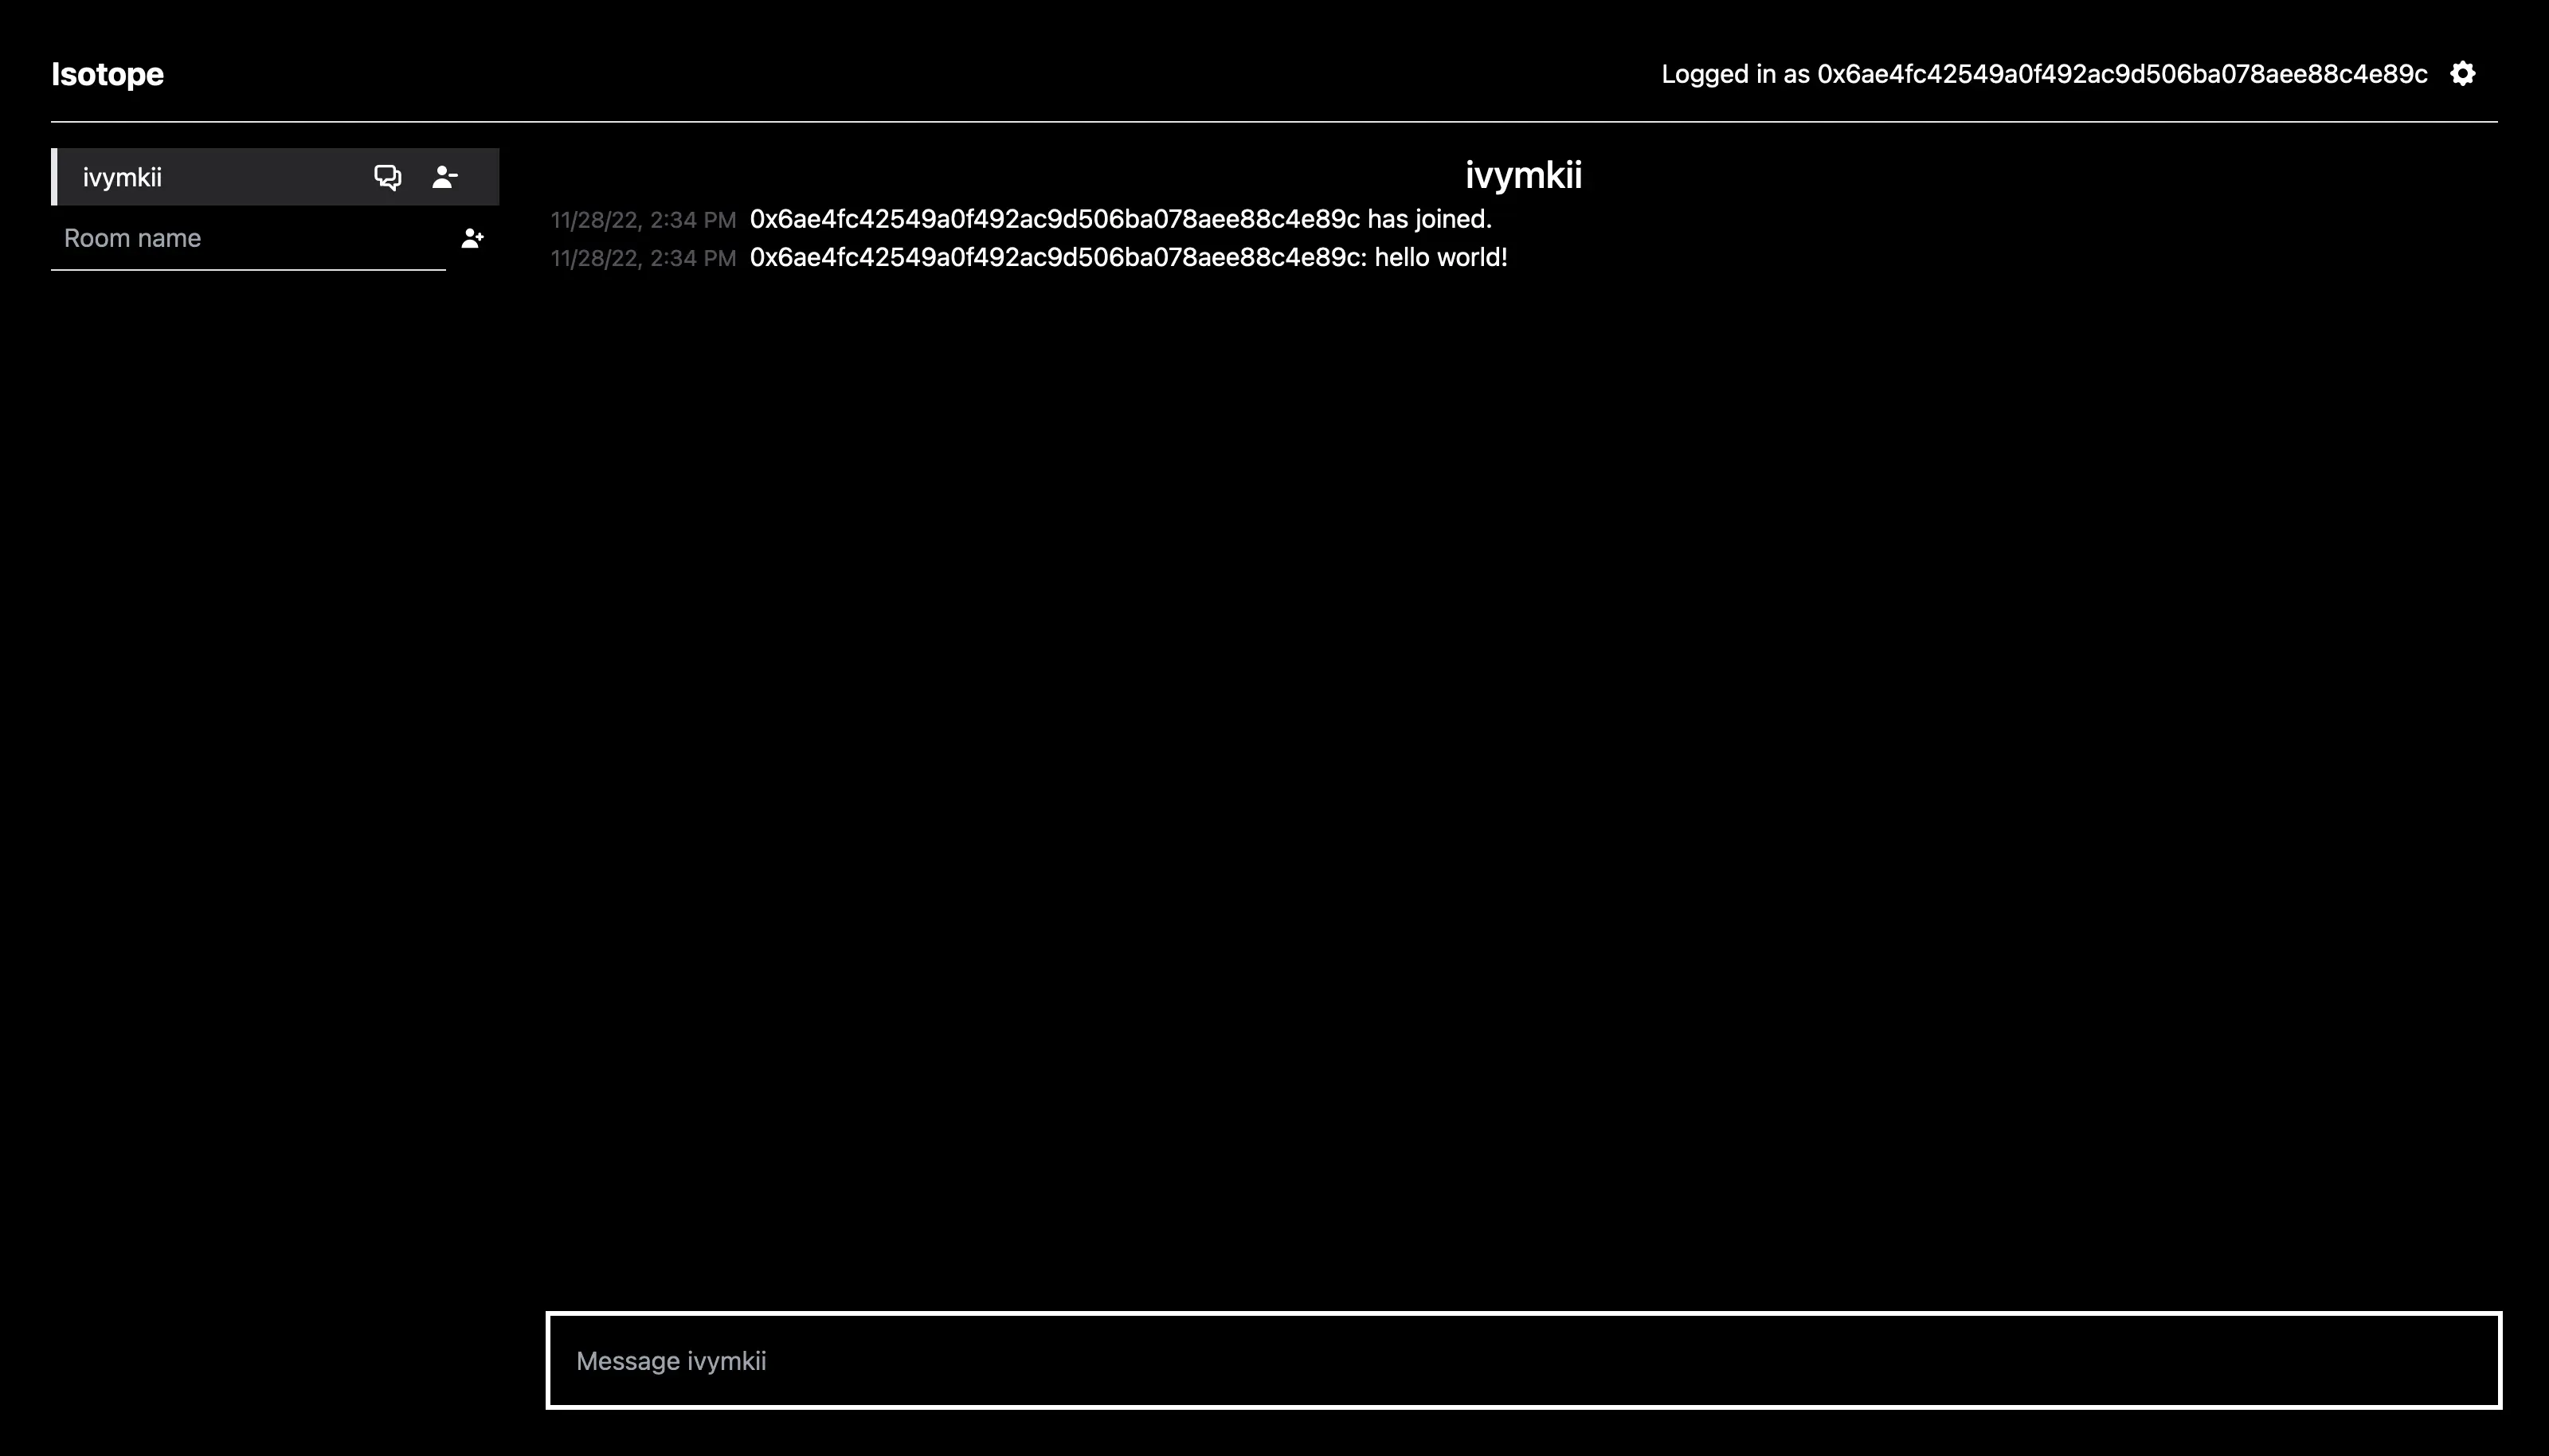 Isotope
Logged in as 0x6ae4fc42549a0f492ac9d506ba078aee88c4e89c
ivymkii
Room name
ivymkii
11/28/22, 2:34 PM 0x6ae4fc42549a0f492ac9d506ba078aee88c4e89c has joined.
11/28/22, 2:34 PM 0x6ae4fc42549a0f492ac9d506ba078aee88c4e89c: hello world!
Message ivymkii